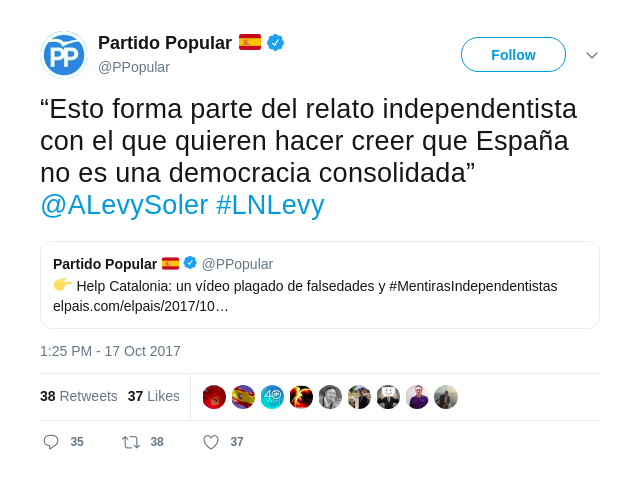 PP
Partido Popular
@PPopular
Follow
“Esto forma parte del relato independentista
con el que quieren hacer creer que España
no es una democracia consolidada”
@ALevySoler #LNLevy
Partido Popular @PPopular
Help Catalonia: un vídeo plagado de falsedades y #MentirasIndependentistas
elpais.com/elpais/2017/10…
1:25 PM - 17 Oct 2017
38 Retweets 37 Likes
35 38 37